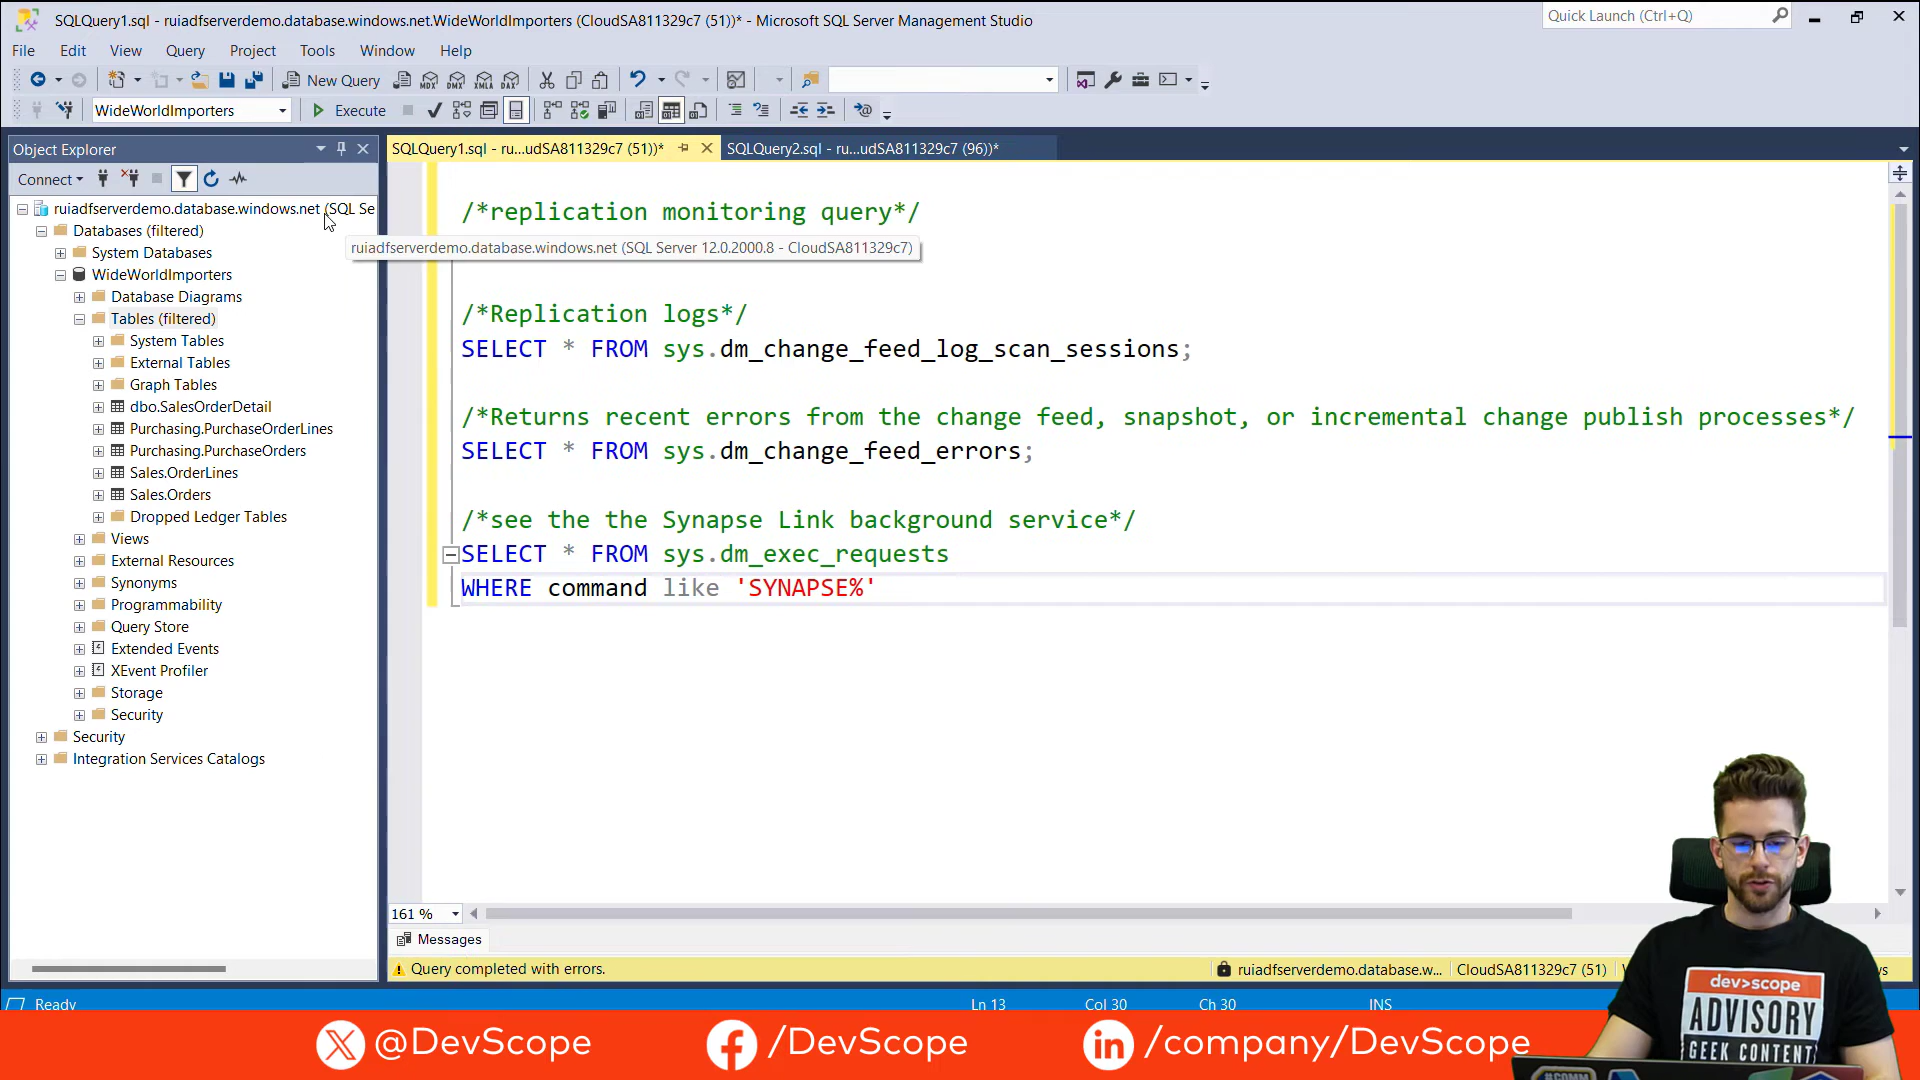 SQLQuery1.sql - ruiadfserverdemo.database.windows.net.WideWorldImporters (CloudSA811329c7 (51))* - Microsoft SQL Server Management Studio
Quick Launch (Ctrl+Q)
File Edit View Query Project Tools Window Help
New Query
MDX DMX XMLA DAX
WideWorldImporters
Execute
Object Explorer
SQLQuery1.sql - ru...udSA811329c7 (51))*
SQLQuery2.sql - ru...udSA811329c7 (96))*
Connect
ruiadfserverdemo.database.windows.net (SQL Se
Databases (filtered)
System Databases
WideWorldImporters
Database Diagrams
Tables (filtered)
System Tables
External Tables
Graph Tables
dbo.SalesOrderDetail
Purchasing.PurchaseOrderLines
Purchasing.PurchaseOrders
Sales.OrderLines
Sales.Orders
Dropped Ledger Tables
Views
External Resources
Synonyms
Programmability
Query Store
Extended Events
XEvent Profiler
Storage
Security
Security
Integration Services Catalogs
/*replication monitoring query*/
ruiadfserverdemo.database.windows.net (SQL Server 12.0.2000.8 - CloudSA811329c7)
/*Replication logs*/
SELECT * FROM sys.dm_change_feed_log_scan_sessions;
/*Returns recent errors from the change feed, snapshot, or incremental change publish processes*/
SELECT * FROM sys.dm_change_feed_errors;
/*see the the Synapse Link background service*/
SELECT * FROM sys.dm_exec_requests
WHERE command like 'SYNAPSE%'
161 %
Messages
Query completed with errors.
ruiadfserverdemo.database.w...
CloudSA811329c7 (51)
Ready
Ln 13
Col 30
Ch 30
INS
dev>scope
ADVISORY
GEEK CONTENT
@DevScope
/DevScope
/company/DevScope